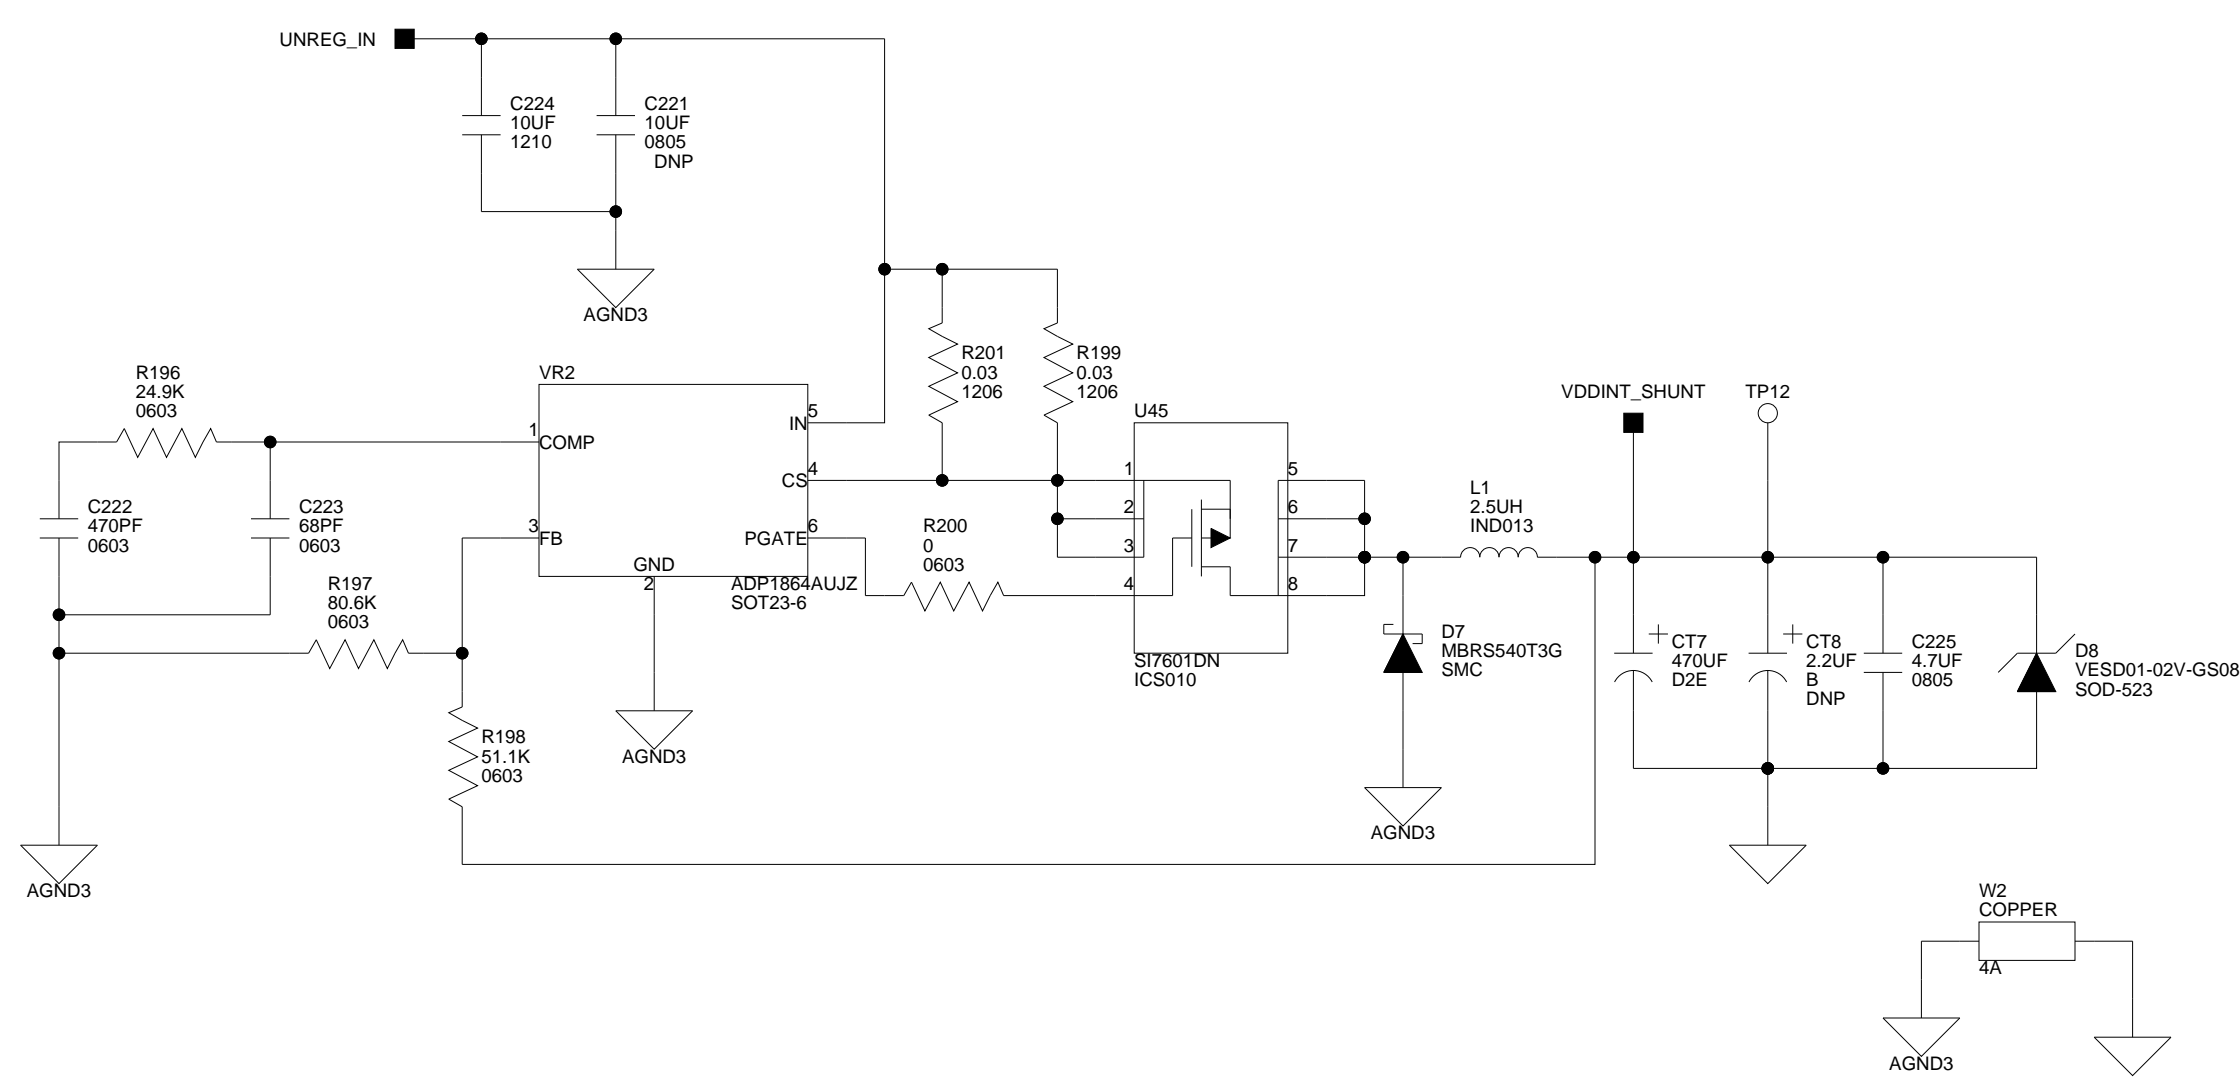 UNREG_IN
C224
10UF
1210
C221
10UF
0805
DNP
AGND3
R196
24.9K
0603
C222
470PF
0603
C223
68PF
0603
R197
80.6K
0603
R198
51.1K
0603
AGND3
VR2
1
COMP
3
FB
GND
2
5
IN
4
CS
6
PGATE
ADP1864AUJZ
SOT23-6
AGND3
R201
0.03
1206
R199
0.03
1206
R200
0
0603
U45
1
2
3
4
5
6
7
8
SI7601DN
ICS010
D7
MBRS540T3G
SMC
AGND3
L1
2.5UH
IND013
VDDINT_SHUNT
TP12
CT7
470UF
D2E
CT8
2.2UF
B
DNP
C225
4.7UF
0805
D8
VESD01-02V-GS08
SOD-523
W2
COPPER
4A
AGND3